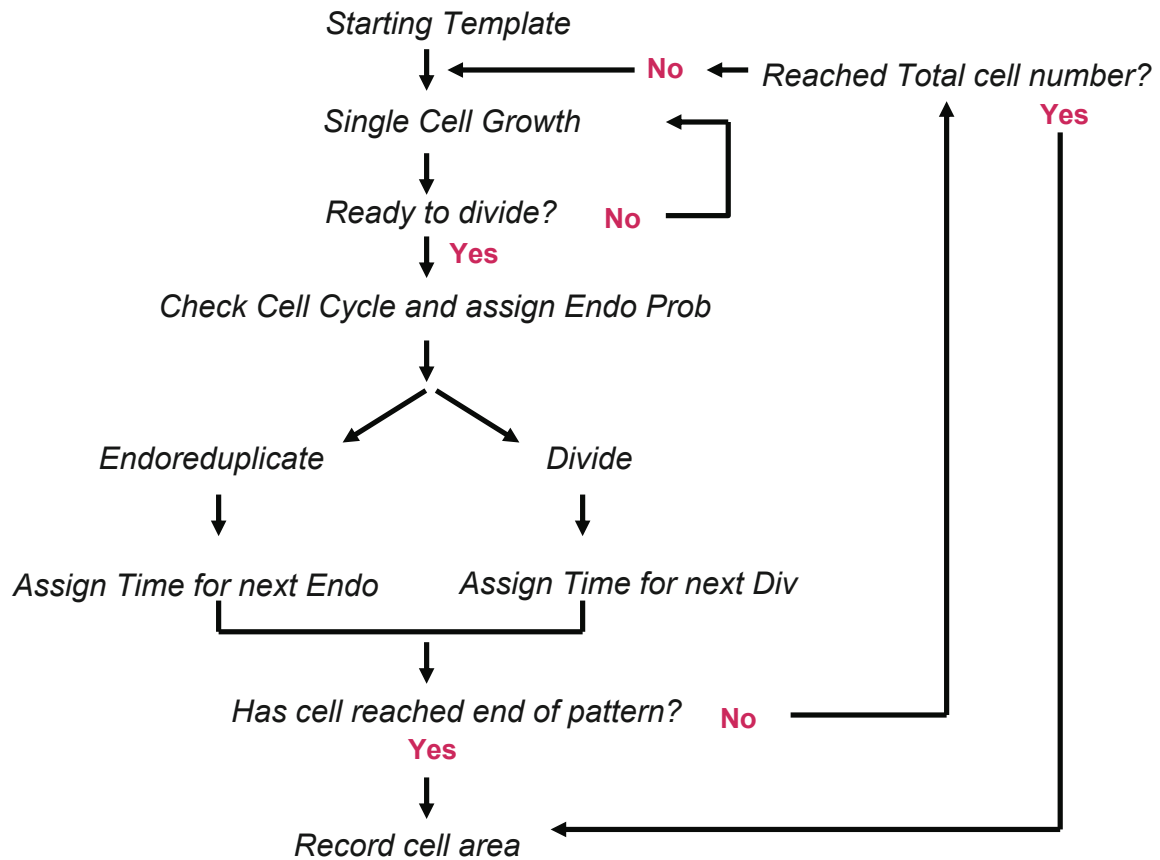 Starting Template
No
Reached Total cell number?
Yes
Single Cell Growth
Ready to divide?
No
Yes
Check Cell Cycle and assign Endo Prob
Endoreduplicate
Divide
Assign Time for next Endo
Assign Time for next Div
Has cell reached end of pattern?
No
Yes
Record cell area